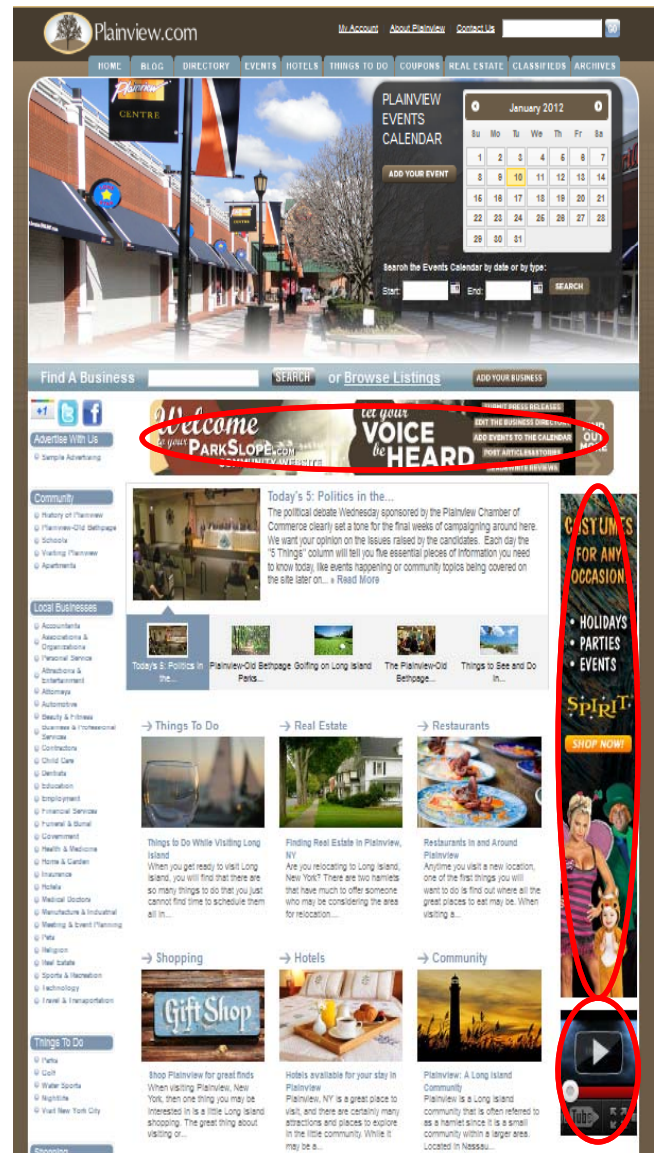 Plainview.com
My Account About Plainview Contact Us
GO
HOME BLOG DIRECTORY EVENTS HOTELS THINGS TO DO COUPONS REAL ESTATE CLASSIFIEDS ARCHIVES
Plainview
CENTRE
PLAINVIEW
EVENTS
CALENDAR
ADD YOUR EVENT
January 2012
Su Mo Tu We Th Fr Sa
1 2 3 4 5 6 7
8 9 10 11 12 13 14
15 16 17 18 19 20 21
22 23 24 25 26 27 28
29 30 31
Search the Events Calendar by date or by type:
Start: End: SEARCH
Find A Business SEARCH or Browse Listings ADD YOUR BUSINESS
+1
Welcome
to your PARKSLOPE.COM
COMMUNITY WEBSITE
let your
VOICE
be HEARD
SUBMIT PRESS RELEASES
EDIT THE BUSINESS DIRECTORY
ADD EVENTS TO THE CALENDAR
POST ARTICLES & STORIES
FIND
OUT
MORE
Advertise With Us
Sample Advertising
Community
History of Plainview
Plainview-Old Bethpage
Schools
Visiting Plainview
Apartments
Local Businesses
Accountants
Associations &
Organizations
Personal Service
Attractions &
Entertainment
Attorneys
Automotive
Beauty & Fitness
Business & Professional
Services
Contractors
Child Care
Dentists
Education
Employment
Financial Services
Funeral & Burial
Government
Health & Medicine
Home & Garden
Insurance
Hotels
Medical Doctors
Manufacture & Industrial
Meeting & Event Planning
Pets
Religion
Real Estate
Sports & Recreation
Technology
Travel & Transportation
Things To Do
Parks
Golf
Water Sports
Nightlife
Visit New York City
Shopping
Today's 5: Politics in the...
The political debate Wednesday sponsored by the Plainview Chamber of
Commerce clearly set a tone for the final weeks of campaigning around here.
We want your opinion on the issues raised by the candidates. Each day the
"5 Things" column will tell you five essential pieces of information you need
to know today, like events happening or community topics being covered on
the site later on... » Read More
Today's 5: Politics in
the...
Plainview-Old Bethpage
Parks...
Golfing on Long Island
The Plainview-Old
Bethpage...
Things to See and Do
in...
Things To Do
Things to Do While Visiting Long
Island
When you get ready to visit Long
Island, you will find that there are
so many things to do that you just
cannot find time to schedule them
all in...
Real Estate
Finding Real Estate in Plainview,
NY
Are you relocating to Long Island,
New York? There are two hamlets
that have much to offer someone
who may be considering the area
for relocation....
Restaurants
Restaurants in and Around
Plainview
Anytime you visit a new location,
one of the first things you will
want to do is find out where all the
great places to eat may be. When
visiting a...
Shopping
Gift Shop
Shop Plainview for great finds
When visiting Plainview, New
York, then one thing you may be
interested in is a little Long Island
shopping. The great thing about
visiting or...
Hotels
Hotels available for your stay in
Plainview
Plainview, NY is a great place to
visit, and there are certainly many
attractions and places to explore
in the little community. While it
may be a...
Community
Plainview: A Long Island
Community
Plainview is a Long Island
community that is often referred to
as a hamlet since it is a small
community within a larger area.
Located in Nassau...
COSTUMES
FOR ANY
OCCASION
• HOLIDAYS
• PARTIES
• EVENTS
SPIRIT
SHOP NOW!
Tube